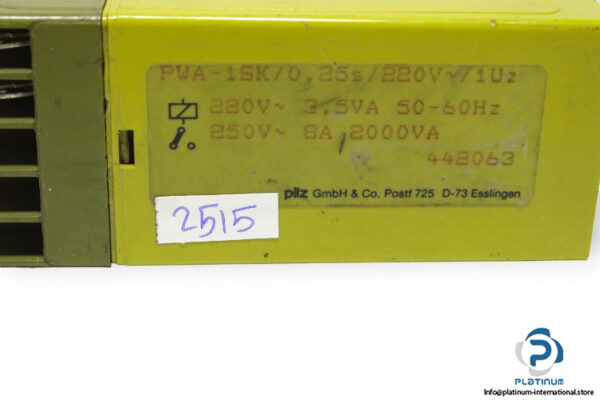 PWA-1SK/0,25s/220V~/1Uz
220V~ 3,5VA 50-60Hz
250V~ 8A 2000VA
442063
pilz GmbH & Co. Postf 725 D-73 Esslingen
2515
PLATINUM
Info@platinum-international.store